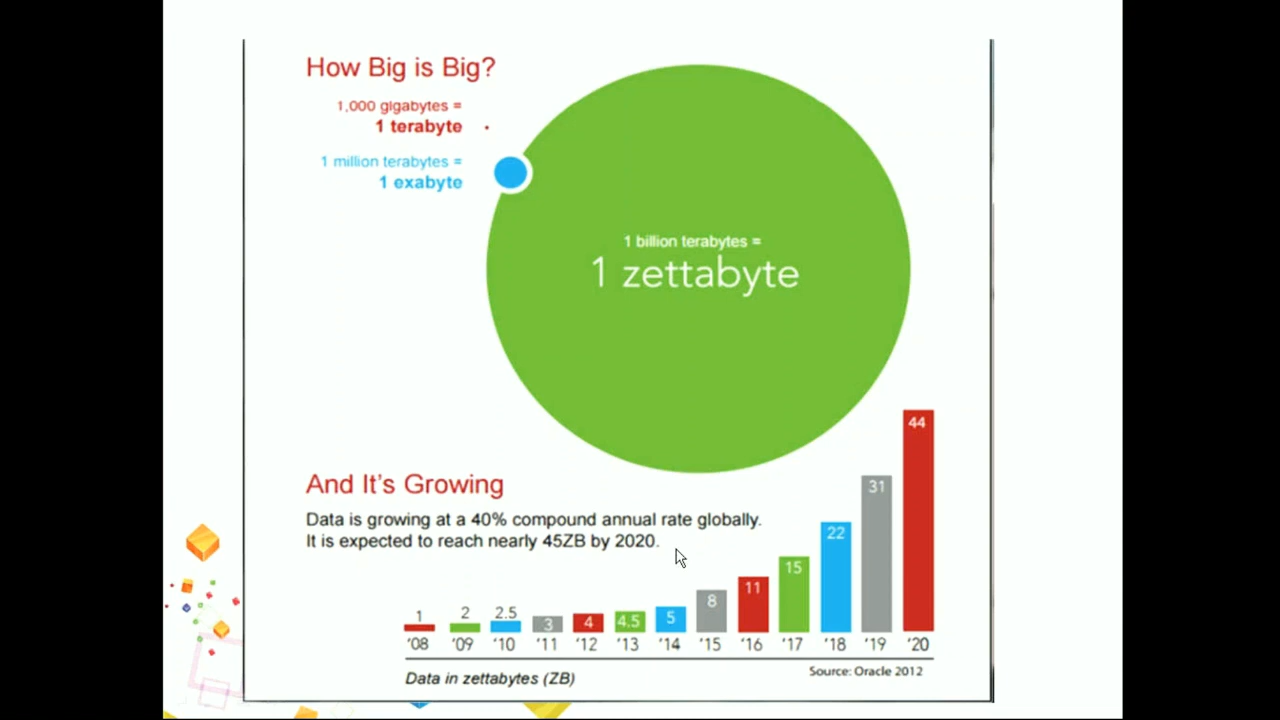 How Big is Big?
1,000 gigabytes =
1 terabyte
1 million terabytes =
1 exabyte
1 billion terabytes =
1 zettabyte
And It's Growing
Data is growing at a 40% compound annual rate globally.
It is expected to reach nearly 45ZB by 2020.
1 2 2.5 3 4 4.5 5 8 11 15 22 31 44
'08 '09 '10 '11 '12 '13 '14 '15 '16 '17 '18 '19 '20
Data in zettabytes (ZB)
Source: Oracle 2012